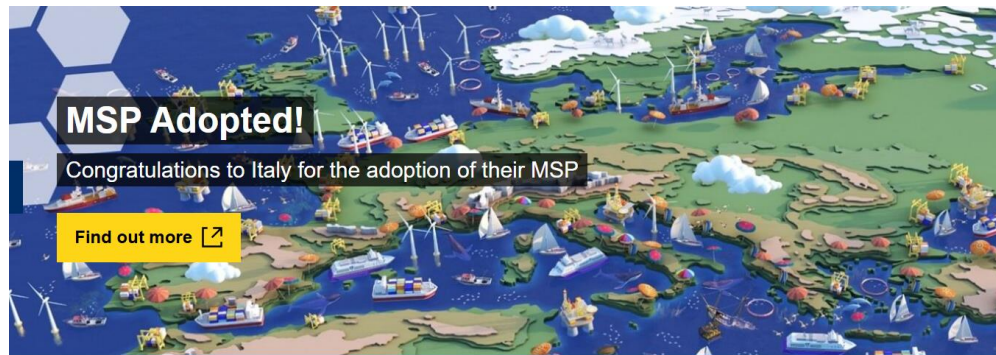 MSP Adopted!
Congratulations to Italy for the adoption of their MSP
Find out more